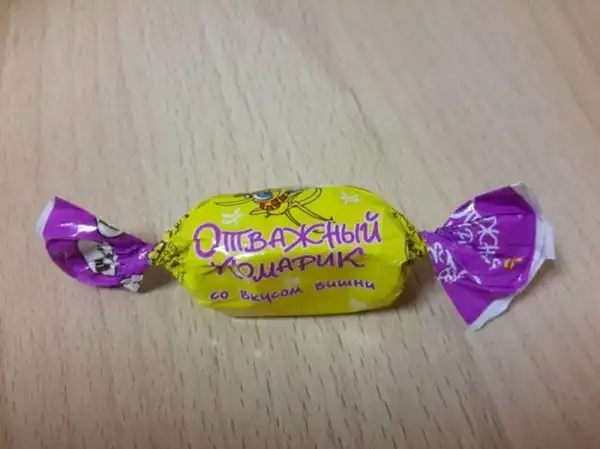 Отважный
Комарик
со вкусом вишни